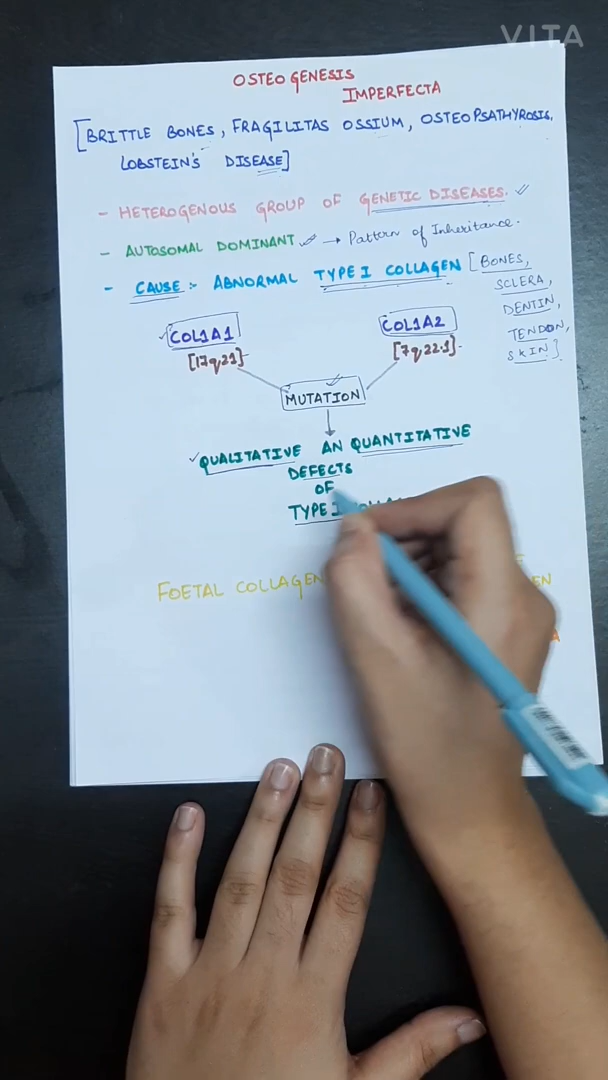 VITA
OSTEOGENESIS
IMPERFECTA
[BRITTLE BONES, FRAGILITAS OSSIUM, OSTEOPSATHYROSIS,
LOBSTEIN'S DISEASE]
- HETEROGENOUS GROUP OF GENETIC DISEASES.
- AUTOSOMAL DOMINANT → Pattern of Inheritance.
- CAUSE :- ABNORMAL TYPE I COLLAGEN [BONES,
SCLERA,
DENTIN,
TENDON,
SKIN]
COL1A1 COL1A2
[17q21] [7q22.1]
MUTATION
QUALITATIVE AN QUANTITATIVE
DEFECTS
OF
TYPE I
FOETAL COLLAGEN